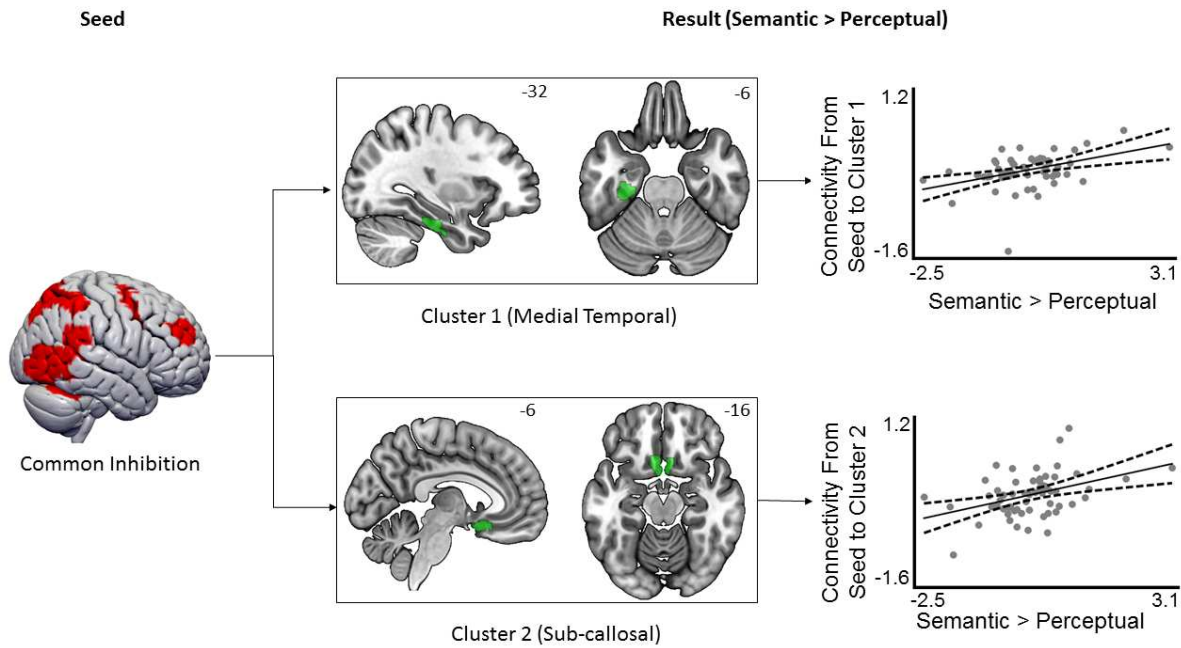 Seed
Result (Semantic > Perceptual)
-32
-6
Cluster 1 (Medial Temporal)
Connectivity From
Seed to Cluster 1
1.2
-1.6
-2.5
3.1
Semantic > Perceptual
Common Inhibition
-6
-16
Cluster 2 (Sub-callosal)
Connectivity From
Seed to Cluster 2
1.2
-1.6
-2.5
3.1
Semantic > Perceptual